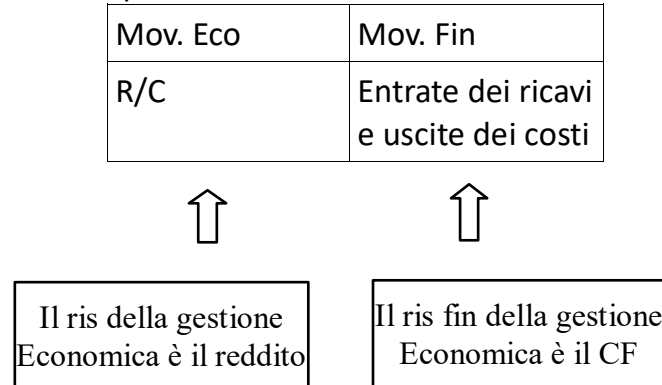 Mov. Eco
Mov. Fin
R/C
Entrate dei ricavi
e uscite dei costi
Il ris della gestione
Economica è il reddito
Il ris fin della gestione
Economica è il CF